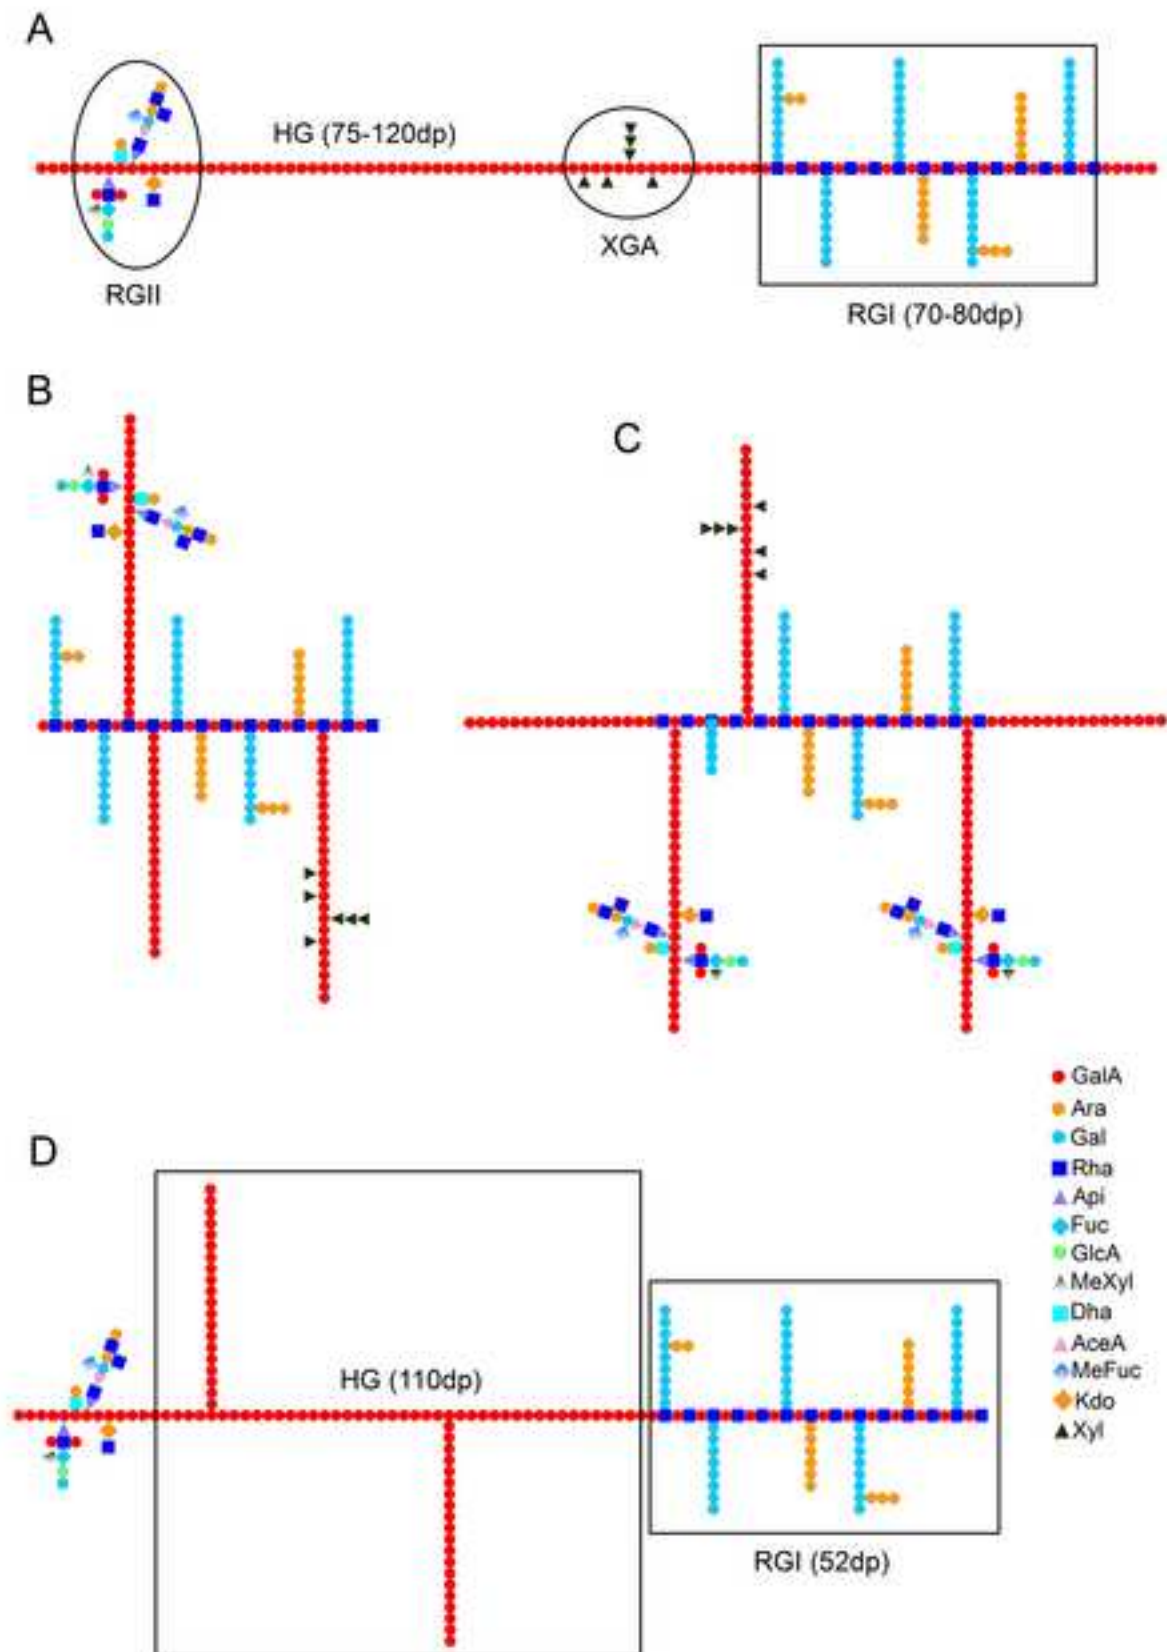 A
HG (75-120dp)
XGA
RGII
RGI (70-80dp)
B
C
GalA
Ara
Gal
Rha
Api
Fuc
GlcA
MeXyl
Dha
AceA
MeFuc
Kdo
Xyl
D
HG (110dp)
RGI (52dp)